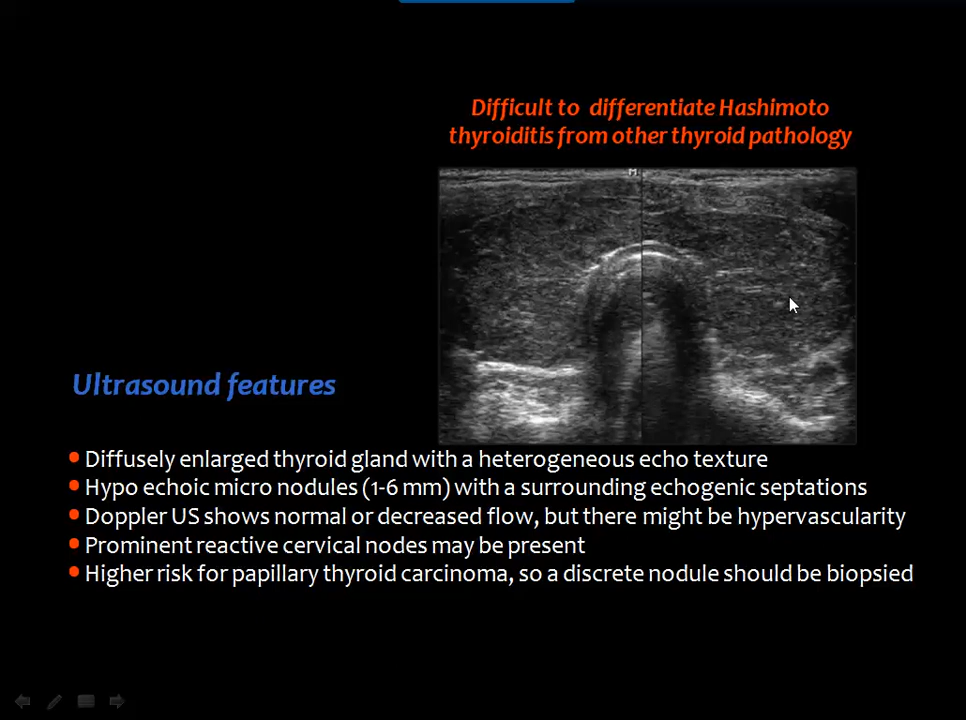 Difficult to differentiate Hashimoto
thyroiditis from other thyroid pathology
M
Ultrasound features
• Diffusely enlarged thyroid gland with a heterogeneous echo texture
• Hypo echoic micro nodules (1-6 mm) with a surrounding echogenic septations
• Doppler US shows normal or decreased flow, but there might be hypervascularity
• Prominent reactive cervical nodes may be present
• Higher risk for papillary thyroid carcinoma, so a discrete nodule should be biopsied